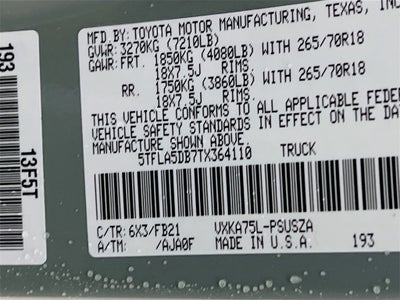 MFD.BY:TOYOTA MOTOR MANUFACTURING, TEXAS, INC
GVWR: 3270KG (7210LB)
GAWR: FRT. 1850KG (4080LB) WITH 265/70R18
18X7.5J RIMS
RR. 1750KG (3860LB) WITH 265/70R18
18X7.5J RIMS
THIS VEHICLE CONFORMS TO ALL APPLICABLE FEDE
VEHICLE SAFETY STANDARDS IN EFFECT ON THE DA
MANUFACTURE SHOWN ABOVE.
5TFLA5DB7TX364110 TRUCK
C/TR: 6X3/FB21 VXKA75L-PSUSZA
A/TM: /AJA0F MADE IN U.S.A. 193
193
13F5T